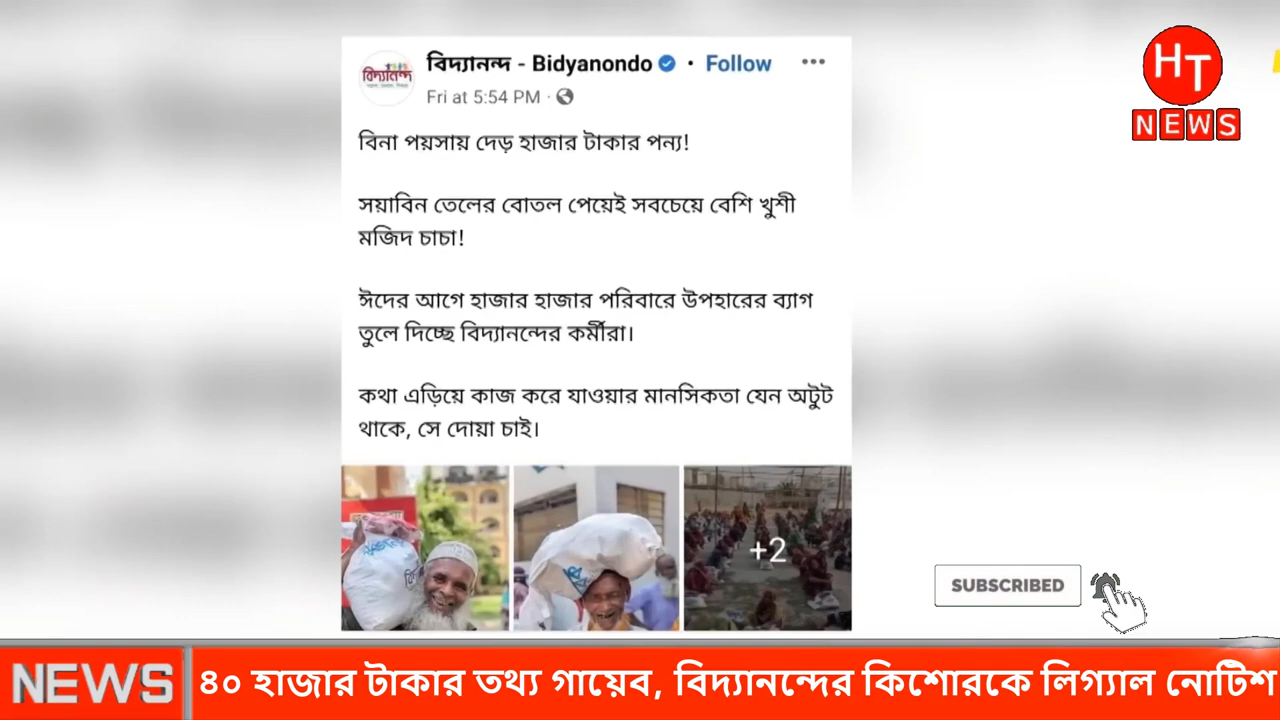 বিদ্যানন্দ - Bidyanondo • Follow
বিদ্যানন্দ
Fri at 5:54 PM ·
HT
NEWS
বিনা পয়সায় দেড় হাজার টাকার পন্য!
সয়াবিন তেলের বোতল পেয়েই সবচেয়ে বেশি খুশী
মজিদ চাচা!
ঈদের আগে হাজার হাজার পরিবারে উপহারের ব্যাগ
তুলে দিচ্ছে বিদ্যানন্দের কর্মীরা।
কথা এড়িয়ে কাজ করে যাওয়ার মানসিকতা যেন অটুট
থাকে, সে দোয়া চাই।
+2
SUBSCRIBED
NEWS ৪০ হাজার টাকার তথ্য গায়েব, বিদ্যানন্দের কিশোরকে লিগ্যাল নোটিশ